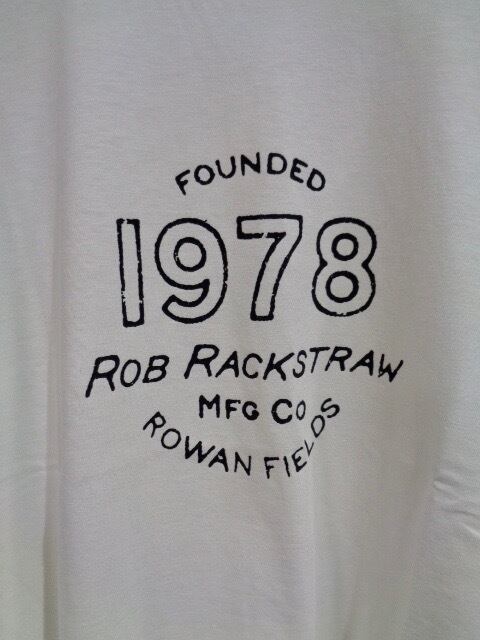 FOUNDED
1978
ROB RACKSTRAW
MFG CO
ROWAN FIELDS